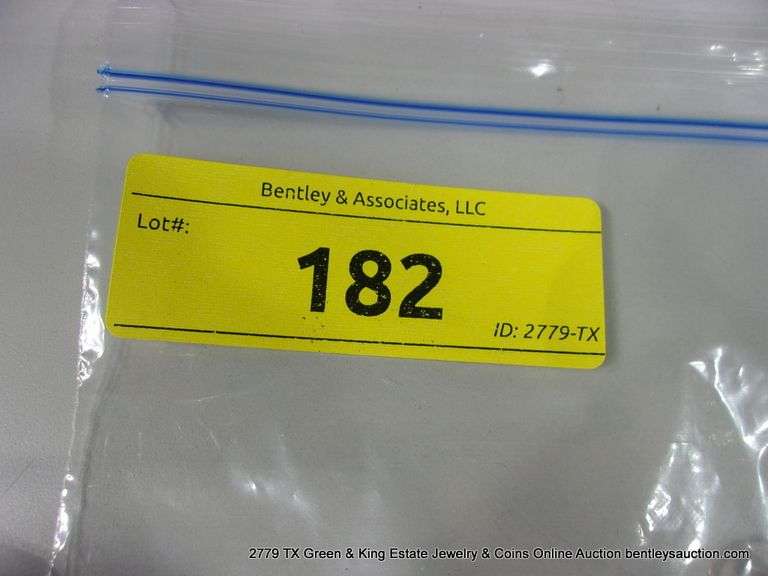 Bentley & Associates, LLC
Lot#:
182
ID: 2779-TX
2779 TX Green & King Estate Jewelry & Coins Online Auction bentleysauction.com